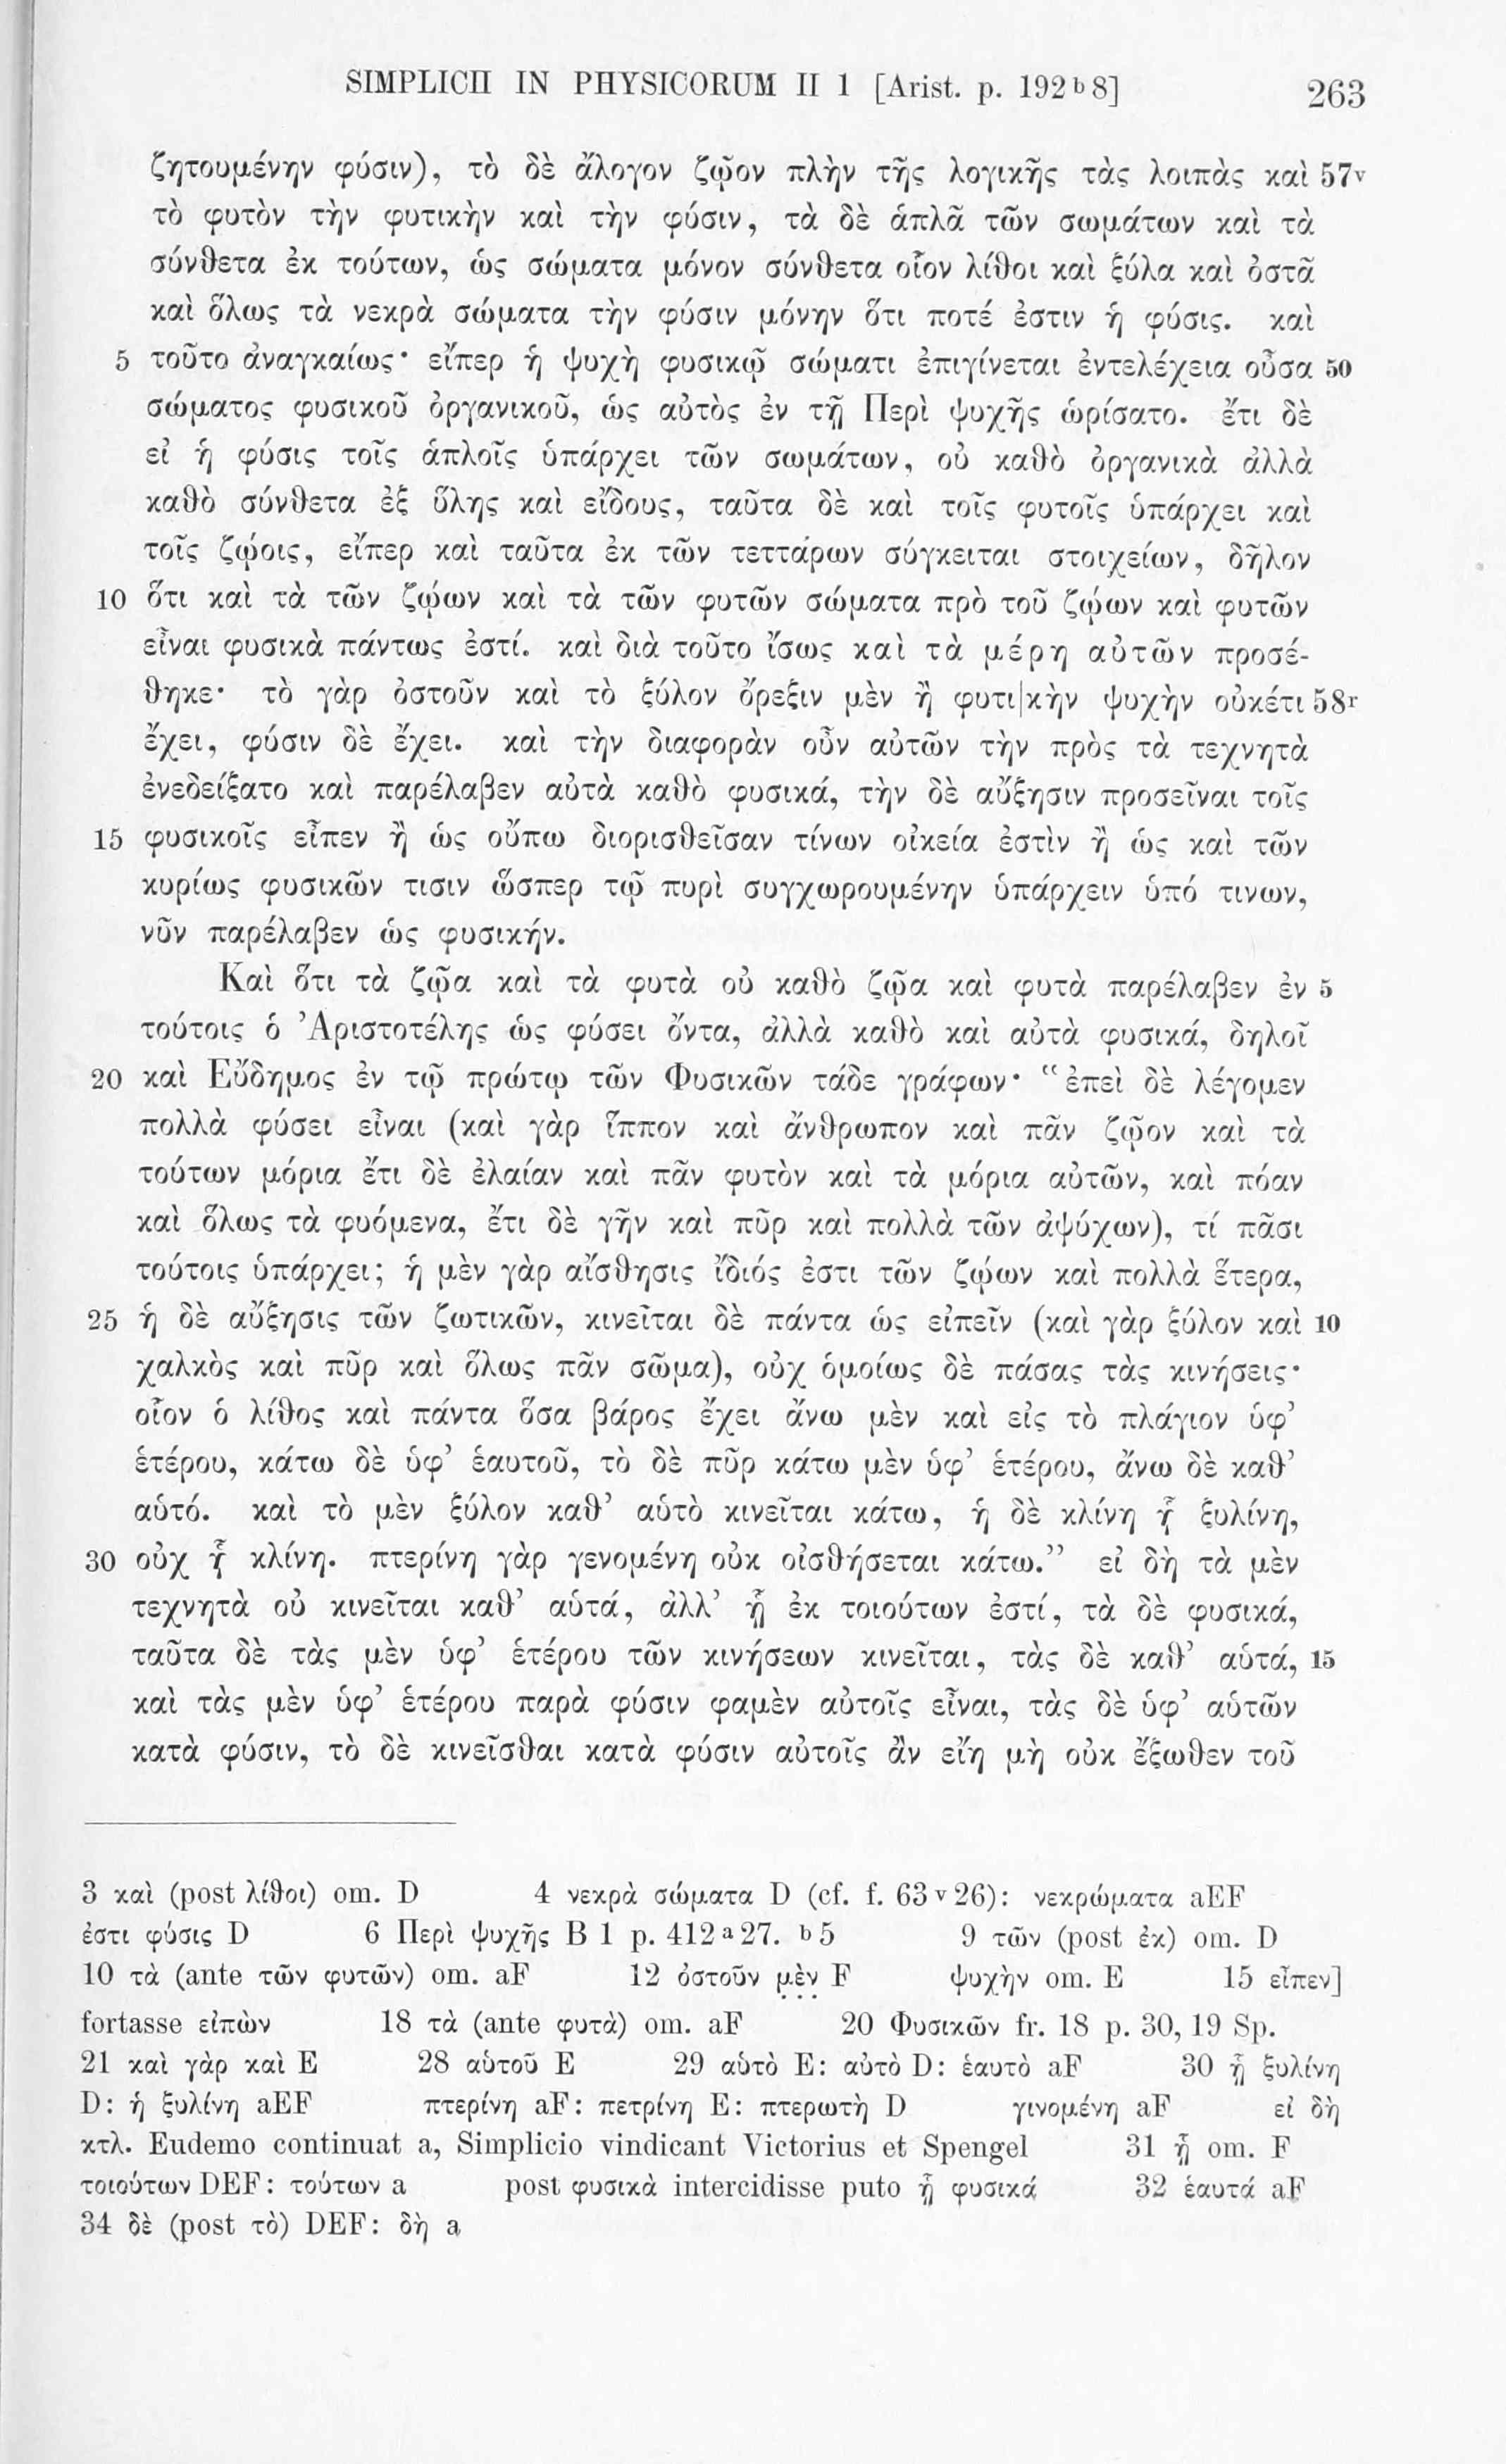 SIMPLICII IN PHYSICORUM II 1 [Arist. p. 192 b 8] 263
ζητουμένην φύσιν), τὸ δὲ ἄλογον ζῷον πλὴν τῆς λογικῆς τὰς λοιπὰς καὶ 57v
τὸ φυτὸν τὴν φυτικὴν καὶ τὴν φύσιν, τὰ δὲ ἁπλᾶ τῶν σωμάτων καὶ τὰ
σύνθετα ἐκ τούτων, ὡς σώματα μόνον σύνθετα οἷον λίθοι καὶ ξύλα καὶ ὀστᾶ
καὶ ὅλως τὰ νεκρὰ σώματα τὴν φύσιν μόνην ὅτι ποτέ ἐστιν ἡ φύσις. καὶ
5 τοῦτο ἀναγκαίως· εἴπερ ἡ ψυχὴ φυσικῷ σώματι ἐπιγίνεται ἐντελέχεια οὖσα 50
σώματος φυσικοῦ ὀργανικοῦ, ὡς αὐτὸς ἐν τῇ Περὶ ψυχῆς ὡρίσατο. ἔτι δὲ
εἰ ἡ φύσις τοῖς ἁπλοῖς ὑπάρχει τῶν σωμάτων, οὐ καθὸ ὀργανικὰ ἀλλὰ
καθὸ σύνθετα ἐξ ὕλης καὶ εἴδους, ταῦτα δὲ καὶ τοῖς φυτοῖς ὑπάρχει καὶ
τοῖς ζῴοις, εἴπερ καὶ ταῦτα ἐκ τῶν τεττάρων σύγκειται στοιχείων, δῆλον
10 ὅτι καὶ τὰ τῶν ζῴων καὶ τὰ τῶν φυτῶν σώματα πρὸ τοῦ ζῴων καὶ φυτῶν
εἶναι φυσικὰ πάντως ἐστί. καὶ διὰ τοῦτο ἴσως καὶ τὰ μέρη αὐτῶν προσέ-
θηκε· τὸ γὰρ ὀστοῦν καὶ τὸ ξύλον ὄρεξιν μὲν ἢ φυτι|κὴν ψυχὴν οὐκέτι 58r
ἔχει, φύσιν δὲ ἔχει. καὶ τὴν διαφορὰν οὖν αὐτῶν τὴν πρὸς τὰ τεχνητὰ
ἐνεδείξατο καὶ παρέλαβεν αὐτὰ καθὸ φυσικά, τὴν δὲ αὔξησιν προσεῖναι τοῖς
15 φυσικοῖς εἶπεν ἢ ὡς οὔπω διορισθεῖσαν τίνων οἰκεία ἐστὶν ἢ ὡς καὶ τῶν
κυρίως φυσικῶν τισιν ὥσπερ τῷ πυρὶ συγχωρουμένην ὑπάρχειν ὑπό τινων,
νῦν παρέλαβεν ὡς φυσικήν.
Καὶ ὅτι τὰ ζῷα καὶ τὰ φυτὰ οὐ καθὸ ζῷα καὶ φυτὰ παρέλαβεν ἐν 5
τούτοις ὁ Ἀριστοτέλης ὡς φύσει ὄντα, ἀλλὰ καθὸ καὶ αὐτὰ φυσικά, δηλοῖ
20 καὶ Εὔδημος ἐν τῷ πρώτῳ τῶν Φυσικῶν τάδε γράφων· “ἐπεὶ δὲ λέγομεν
πολλὰ φύσει εἶναι (καὶ γὰρ ἵππον καὶ ἄνθρωπον καὶ πᾶν ζῷον καὶ τὰ
τούτων μόρια ἔτι δὲ ἐλαίαν καὶ πᾶν φυτὸν καὶ τὰ μόρια αὐτῶν, καὶ πόαν
καὶ ὅλως τὰ φυόμενα, ἔτι δὲ γῆν καὶ πῦρ καὶ πολλὰ τῶν ἀψύχων), τί πᾶσι
τούτοις ὑπάρχει; ἡ μὲν γὰρ αἴσθησις ἴδιός ἐστι τῶν ζῴων καὶ πολλὰ ἕτερα,
25 ἡ δὲ αὔξησις τῶν ζωτικῶν, κινεῖται δὲ πάντα ὡς εἰπεῖν (καὶ γὰρ ξύλον καὶ 10
χαλκὸς καὶ πῦρ καὶ ὅλως πᾶν σῶμα), οὐχ ὁμοίως δὲ πάσας τὰς κινήσεις·
οἷον ὁ λίθος καὶ πάντα ὅσα βάρος ἔχει ἄνω μὲν καὶ εἰς τὸ πλάγιον ὑφ’
ἑτέρου, κάτω δὲ ὑφ’ ἑαυτοῦ, τὸ δὲ πῦρ κάτω μὲν ὑφ’ ἑτέρου, ἄνω δὲ καθ’
αὑτό. καὶ τὸ μὲν ξύλον καθ’ αὑτὸ κινεῖται κάτω, ἡ δὲ κλίνη ᾗ ξυλίνη,
30 οὐχ ᾗ κλίνη. πτερίνη γὰρ γενομένη οὐκ οἰσθήσεται κάτω.” εἰ δὴ τὰ μὲν
τεχνητὰ οὐ κινεῖται καθ’ αὑτά, ἀλλ’ ᾗ ἐκ τοιούτων ἐστί, τὰ δὲ φυσικά,
ταῦτα δὲ τὰς μὲν ὑφ’ ἑτέρου τῶν κινήσεων κινεῖται, τὰς δὲ καθ’ αὑτά, 15
καὶ τὰς μὲν ὑφ’ ἑτέρου παρὰ φύσιν φαμὲν αὐτοῖς εἶναι, τὰς δὲ ὑφ’ αὑτῶν
κατὰ φύσιν, τὸ δὲ κινεῖσθαι κατὰ φύσιν αὐτοῖς ἂν εἴη μὴ οὐκ ἔξωθεν τοῦ
3 καὶ (post λίθοι) om. D 4 νεκρὰ σώματα D (cf. f. 63 v 26): νεκρώματα aEF
ἐστι φύσις D 6 Περὶ ψυχῆς B 1 p. 412 a 27. b 5 9 τῶν (post ἐκ) om. D
10 τὰ (ante τῶν φυτῶν) om. aF 12 ὀστοῦν μὲν F ψυχὴν om. E 15 εἶπεν]
fortasse εἰπὼν 18 τὰ (ante φυτὰ) om. aF 20 Φυσικῶν fr. 18 p. 30, 19 Sp.
21 καὶ γὰρ καὶ E 28 αὑτοῦ E 29 αὑτὸ E: αὐτὸ D: ἑαυτὸ aF 30 ᾗ ξυλίνη
D: ἡ ξυλίνη aEF πτερίνη aF: πετρίνη E: πτερωτὴ D γινομένη aF εἰ δὴ
κτλ. Eudemo continuat a, Simplicio vindicant Victorius et Spengel 31 ᾗ om. F
τοιούτων DEF: τούτων a post φυσικὰ intercidisse puto ᾗ φυσικά 32 ἑαυτά aF
34 δὲ (post τὸ) DEF: δὴ a